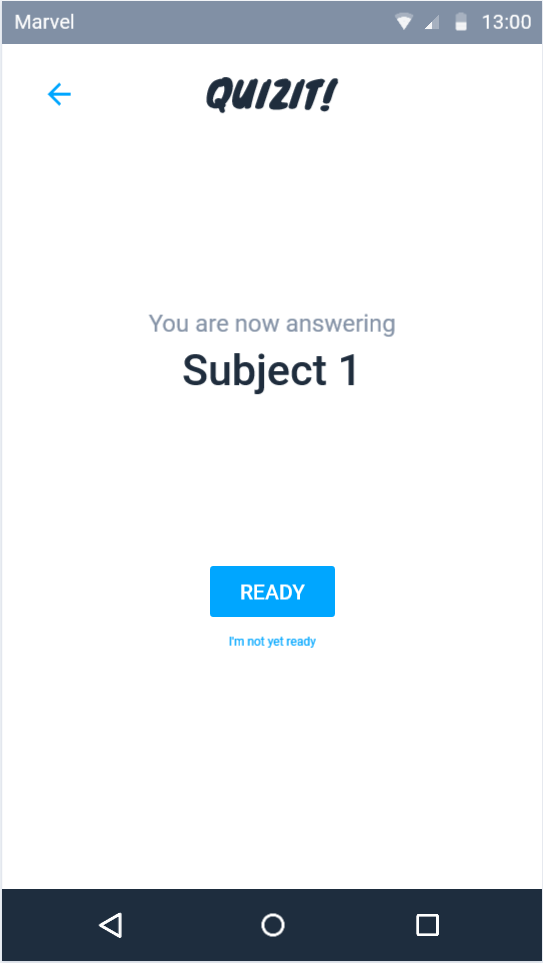 Marvel 13:00
QUIZIT!
You are now answering
Subject 1
READY
I'm not yet ready